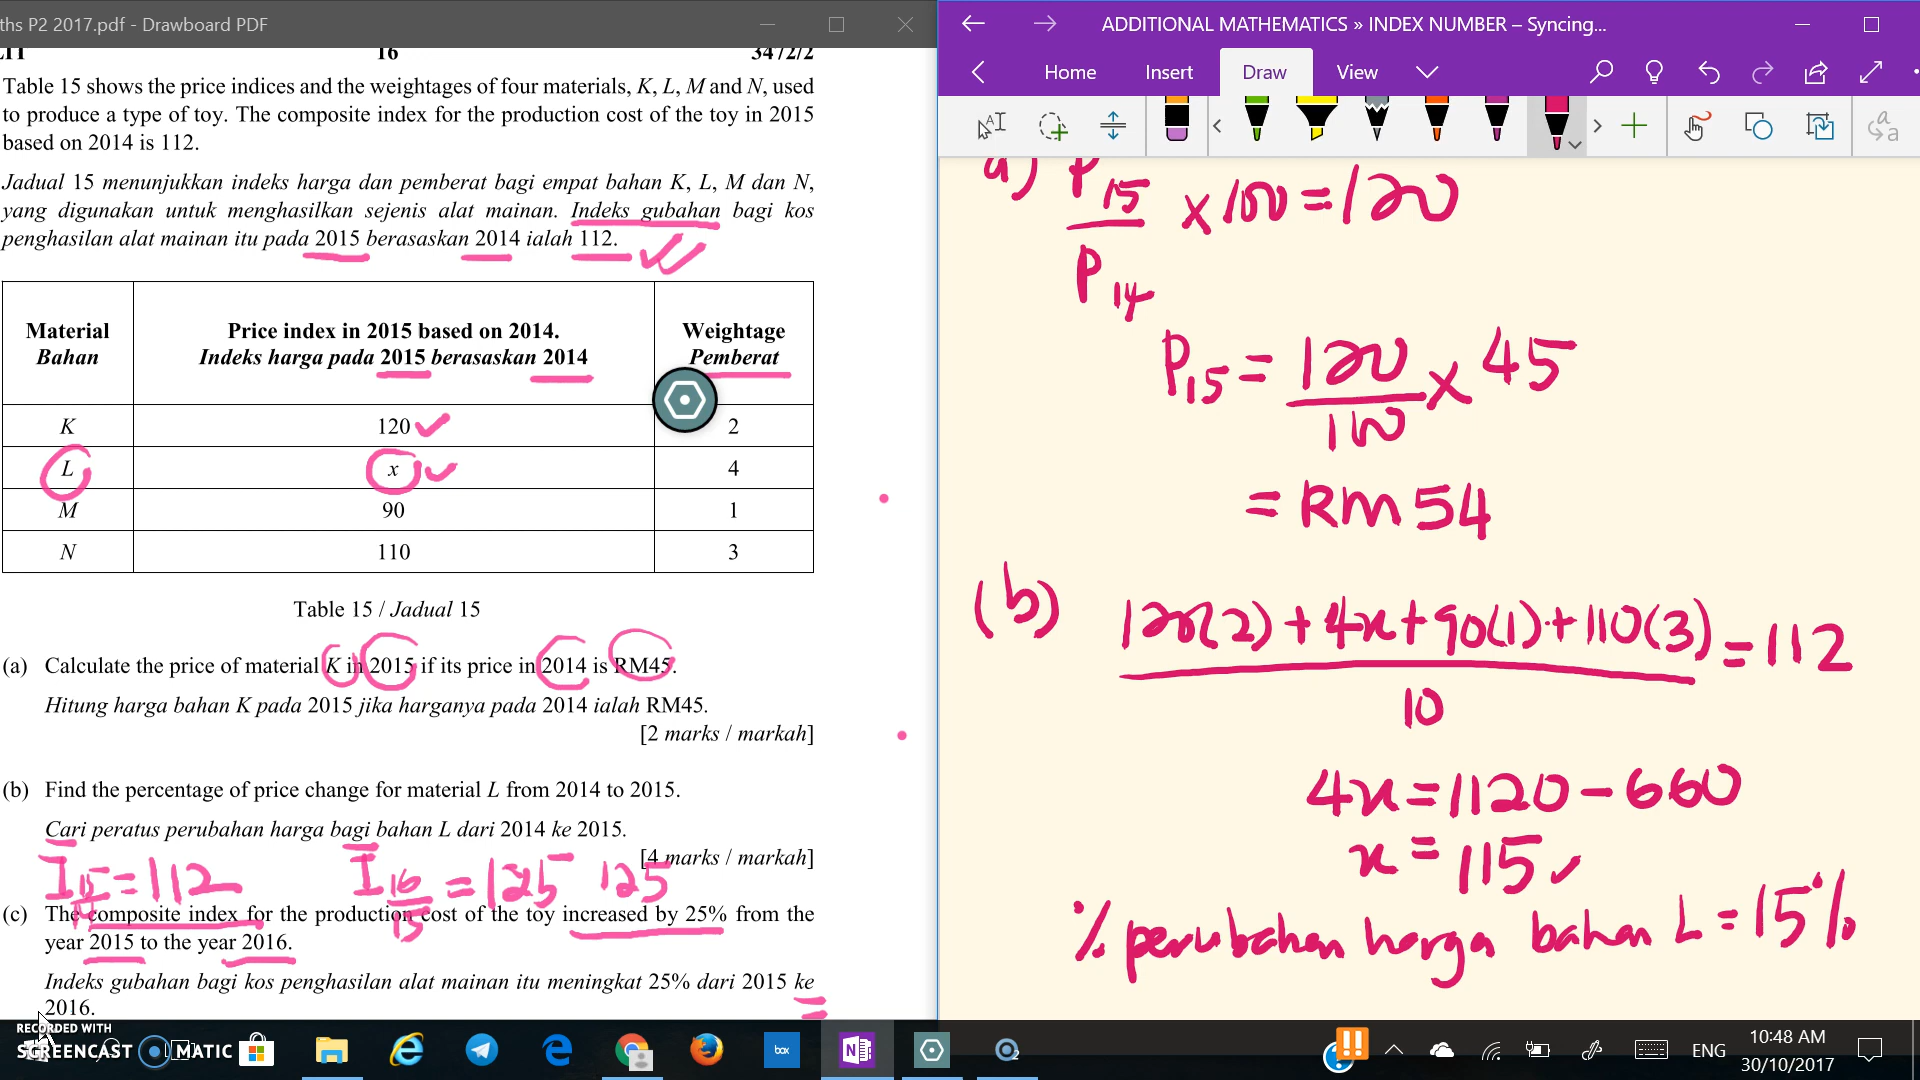 ths P2 2017.pdf - Drawboard PDF
16
3472/2
Table 15 shows the price indices and the weightages of four materials, K, L, M and N, used
to produce a type of toy. The composite index for the production cost of the toy in 2015
based on 2014 is 112.
Jadual 15 menunjukkan indeks harga dan pemberat bagi empat bahan K, L, M dan N,
yang digunakan untuk menghasilkan sejenis alat mainan. Indeks gubahan bagi kos
penghasilan alat mainan itu pada 2015 berasaskan 2014 ialah 112.
Material Price index in 2015 based on 2014. Weightage
Bahan Indeks harga pada 2015 berasaskan 2014 Pemberat
K 120 2
L x 4
M 90 1
N 110 3
Table 15 / Jadual 15
(a) Calculate the price of material K in 2015 if its price in 2014 is RM45.
Hitung harga bahan K pada 2015 jika harganya pada 2014 ialah RM45.
[2 marks / markah]
(b) Find the percentage of price change for material L from 2014 to 2015.
Cari peratus perubahan harga bagi bahan L dari 2014 ke 2015.
[4 marks / markah]
I 15/14 = 112 I 16/15 = 125 125
(c) The composite index for the production cost of the toy increased by 25% from the
year 2015 to the year 2016.
Indeks gubahan bagi kos penghasilan alat mainan itu meningkat 25% dari 2015 ke
2016.
RECORDED WITH
SCREENCAST MATIC
ADDITIONAL MATHEMATICS » INDEX NUMBER – Syncing...
Home Insert Draw View
a) P15/P14 x 100 = 120
P15 = 120/100 x 45
= RM 54
(b) 120(2) + 4x + 90(1) + 110(3) = 112
10
4x = 1120 - 660
x = 115
% perubahan harga bahan L = 15%
box
N
ENG
10:48 AM
30/10/2017